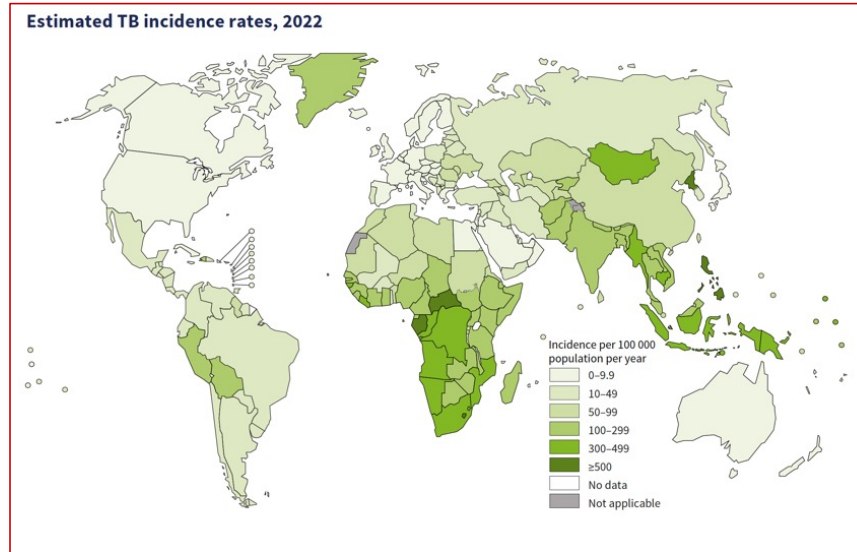 Estimated TB incidence rates, 2022
Incidence per 100 000
population per year
0–9.9
10–49
50–99
100–299
300–499
≥500
No data
Not applicable